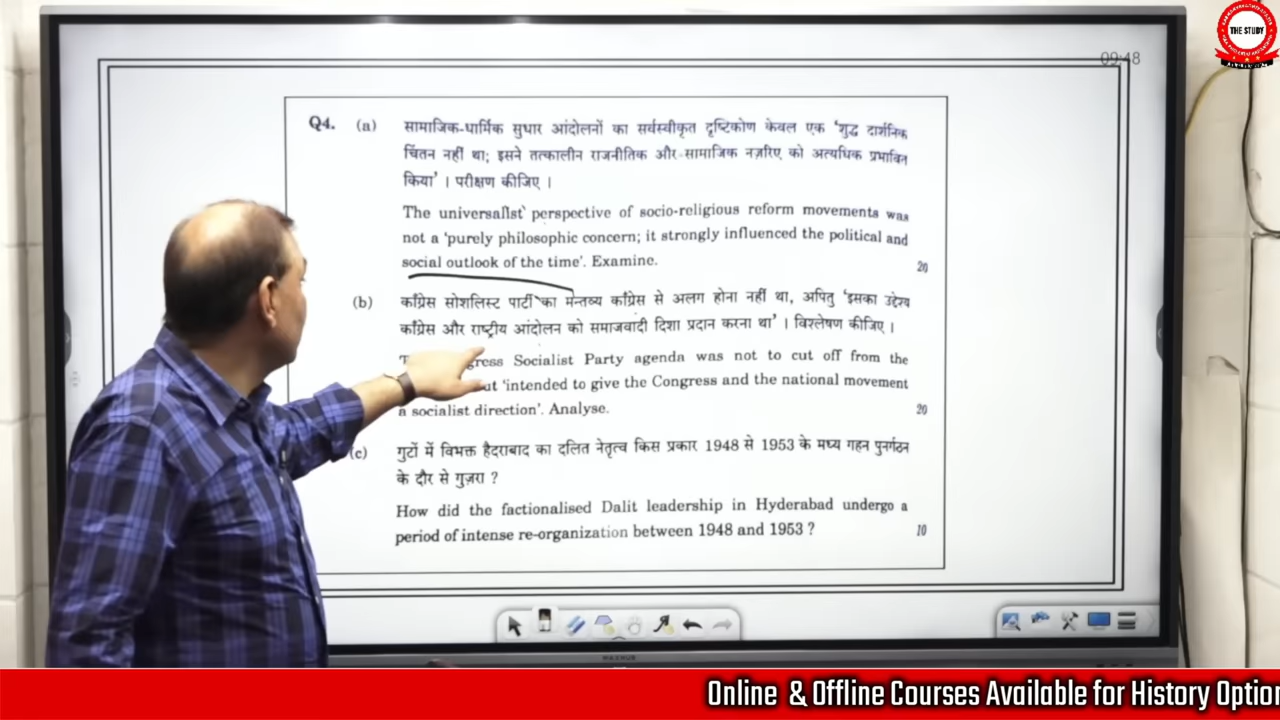 THE STUDY
09:48
Q4. (a) सामाजिक-धार्मिक सुधार आंदोलनों का सर्वस्वीकृत दृष्टिकोण केवल एक 'शुद्ध दार्शनिक
चिंतन नहीं था; इसने तत्कालीन राजनीतिक और सामाजिक नज़रिए को अत्यधिक प्रभावित
किया' । परीक्षण कीजिए ।
The universalist perspective of socio-religious reform movements was
not a 'purely philosophic concern; it strongly influenced the political and
social outlook of the time'. Examine.
20
(b) काँग्रेस सोशलिस्ट पार्टी का मन्तव्य काँग्रेस से अलग होना नहीं था, अपितु 'इसका उद्देश्य
काँग्रेस और राष्ट्रीय आंदोलन को समाजवादी दिशा प्रदान करना था' । विश्लेषण कीजिए ।
Socialist Party agenda was not to cut off from the
'intended to give the Congress and the national movement
a socialist direction'. Analyse.
20
(c) गुटों में विभक्त हैदराबाद का दलित नेतृत्व किस प्रकार 1948 से 1953 के मध्य गहन पुनर्गठन
के दौर से गुज़रा ?
How did the factionalised Dalit leadership in Hyderabad undergo a
period of intense re-organization between 1948 and 1953 ?
10
Online & Offline Courses Available for History Option